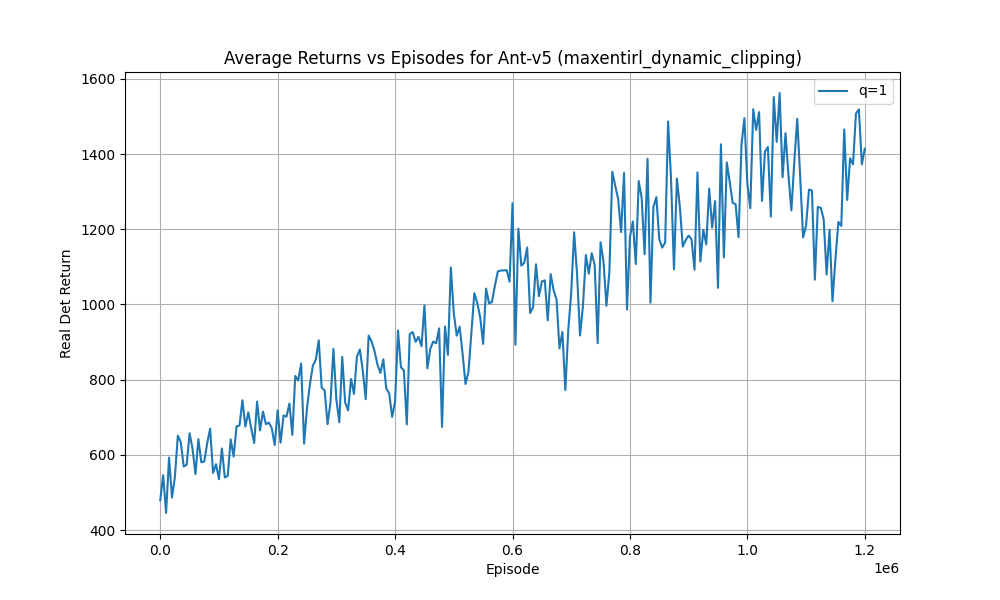 Average Returns vs Episodes for Ant-v5 (maxentirl_dynamic_clipping)
q=1
Real Det Return
1600
1400
1200
1000
800
600
400
0.0 0.2 0.4 0.6 0.8 1.0 1.2
1e6
Episode